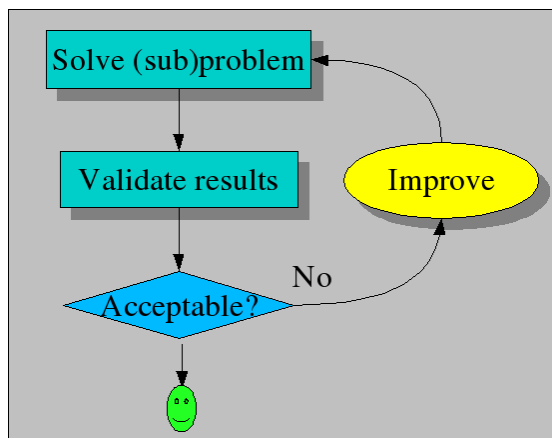 Solve (sub)problem
Validate results
Improve
Acceptable?
No